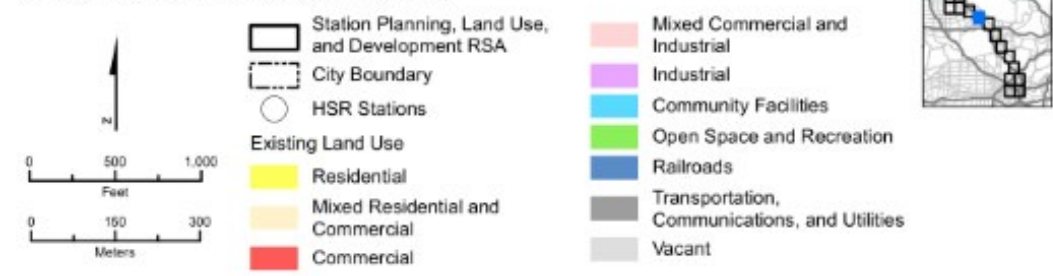 N
0 500 1,000
Feet
0 150 300
Meters
Station Planning, Land Use,
and Development RSA
City Boundary
HSR Stations
Existing Land Use
Residential
Mixed Residential and
Commercial
Commercial
Mixed Commercial and
Industrial
Industrial
Community Facilities
Open Space and Recreation
Railroads
Transportation,
Communications, and Utilities
Vacant